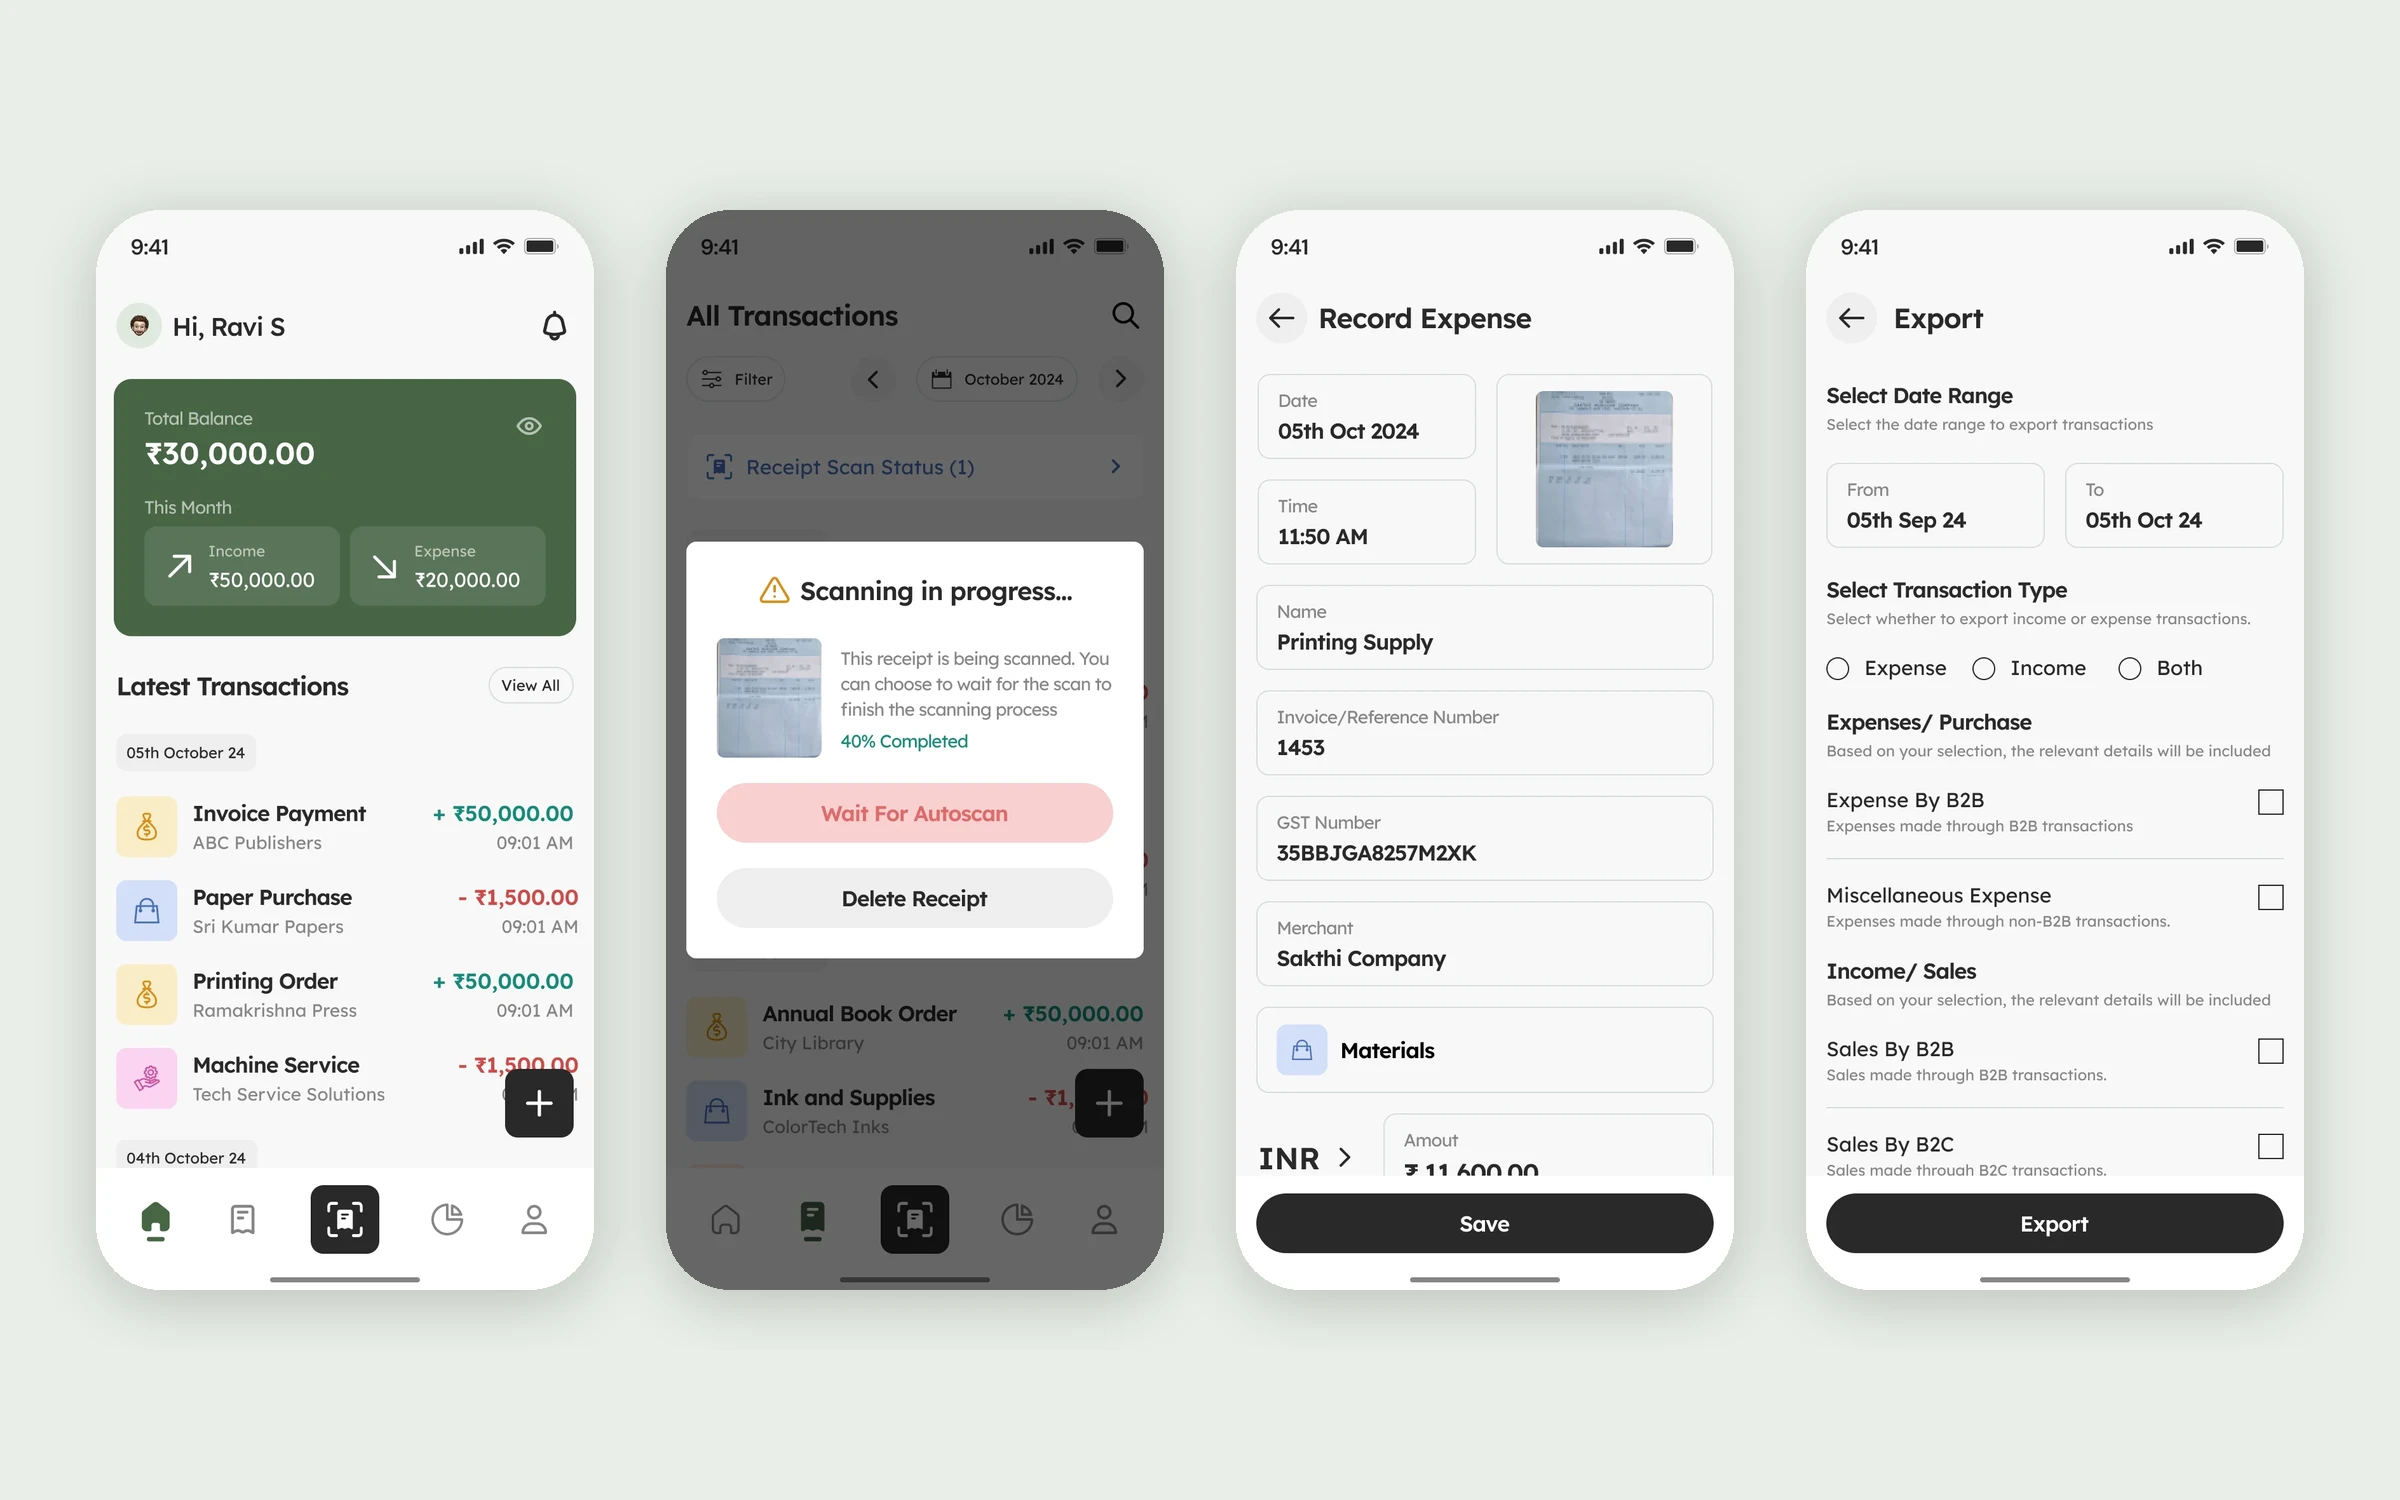 9:41
Hi, Ravi S
Total Balance
₹30,000.00
This Month
Income
₹50,000.00
Expense
₹20,000.00
Latest Transactions
View All
05th October 24
Invoice Payment
+ ₹50,000.00
ABC Publishers
09:01 AM
Paper Purchase
- ₹1,500.00
Sri Kumar Papers
09:01 AM
Printing Order
+ ₹50,000.00
Ramakrishna Press
09:01 AM
Machine Service
- ₹1,500.00
Tech Service Solutions
04th October 24
9:41
All Transactions
Filter
October 2024
Receipt Scan Status (1)
Scanning in progress...
This receipt is being scanned. You
can choose to wait for the scan to
finish the scanning process
40% Completed
Wait For Autoscan
Delete Receipt
Annual Book Order
+ ₹50,000.00
City Library
09:01 AM
Ink and Supplies
- ₹1,
ColorTech Inks
9:41
Record Expense
Date
05th Oct 2024
Time
11:50 AM
Name
Printing Supply
Invoice/Reference Number
1453
GST Number
35BBJGA8257M2XK
Merchant
Sakthi Company
Materials
INR
Amout
₹ 11,600.00
Save
9:41
Export
Select Date Range
Select the date range to export transactions
From
05th Sep 24
To
05th Oct 24
Select Transaction Type
Select whether to export income or expense transactions.
Expense
Income
Both
Expenses/ Purchase
Based on your selection, the relevant details will be included
Expense By B2B
Expenses made through B2B transactions
Miscellaneous Expense
Expenses made through non-B2B transactions.
Income/ Sales
Based on your selection, the relevant details will be included
Sales By B2B
Sales made through B2B transactions.
Sales By B2C
Sales made through B2C transactions.
Export